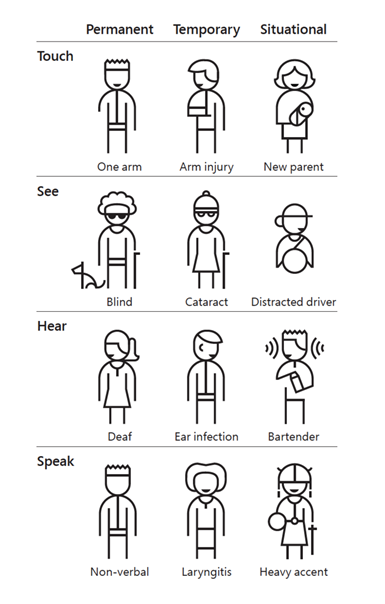 Permanent Temporary Situational
Touch
One arm Arm injury New parent
See
Blind Cataract Distracted driver
Hear
Deaf Ear infection Bartender
Speak
Non-verbal Laryngitis Heavy accent